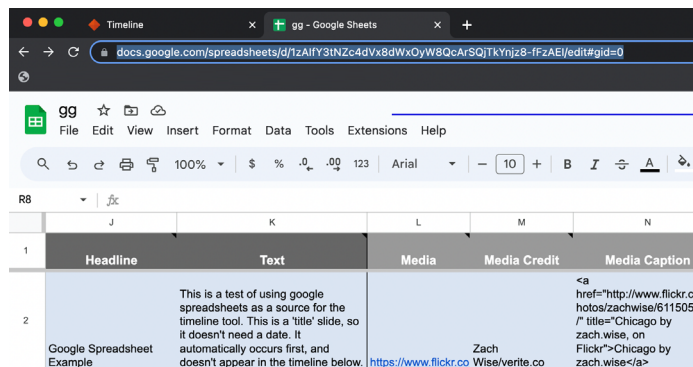 Timeline
gg - Google Sheets
docs.google.com/spreadsheets/d/1zAIfY3tNZc4dVx8dWxOyW8QcArSQjTkYnjz8-fFzAEI/edit#gid=0
gg
File Edit View Insert Format Data Tools Extensions Help
100% $ % .0 .00 123 Arial 10 B I S A
R8 fx
J K L M N
1 Headline Text Media Media Credit Media Caption
This is a test of using google
spreadsheets as a source for the
timeline tool. This is a 'title' slide, so
it doesn't need a date. It
automatically occurs first, and
doesn't appear in the timeline below.
2
Google Spreadsheet
Example
https://www.flickr.co
Zach
Wise/verite.co
<a
href="http://www.flickr.c
hotos/zachwise/611505
/" title="Chicago by
zach.wise, on
Flickr">Chicago by
zach.wise</a>